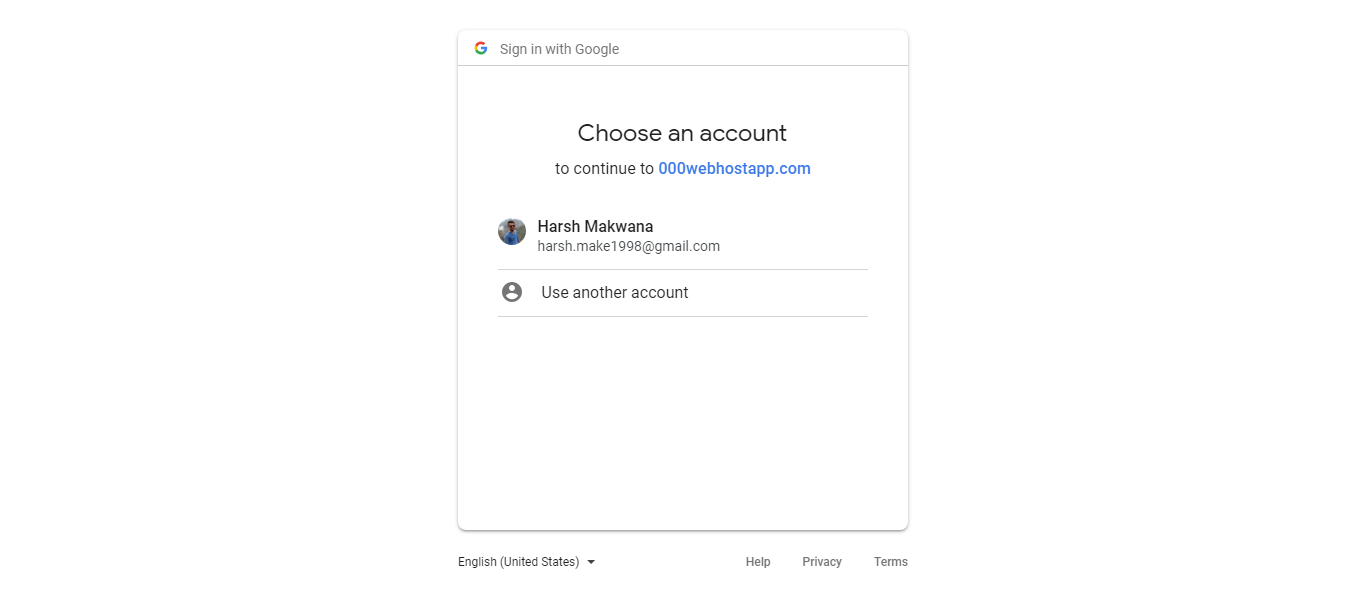 Sign in with Google
Choose an account
to continue to 000webhostapp.com
Harsh Makwana
harsh.make1998@gmail.com
Use another account
English (United States)
Help Privacy Terms